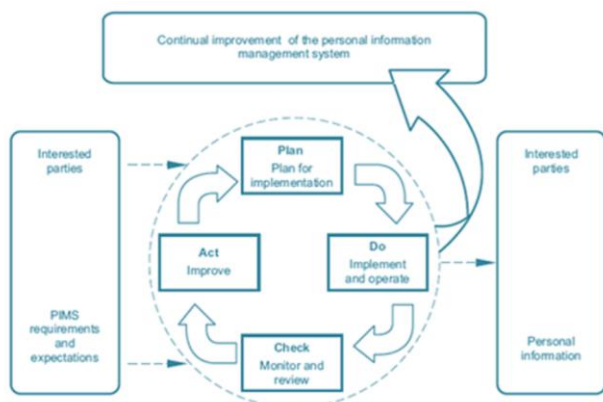 Continual improvement of the personal information
management system
Interested
parties
PIMS
requirements
and
expectations
Plan
Plan for
implementation
Act
Improve
Do
Implement
and operate
Check
Monitor and
review
Interested
parties
Personal
information